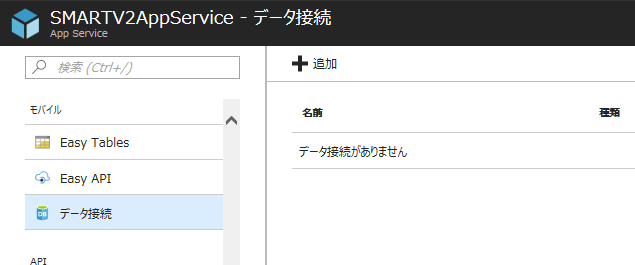 SMARTV2AppService - データ接続
App Service
検索 (Ctrl+/)
追加
モバイル
名前
種類
Easy Tables
データ接続がありません
Easy API
DB
データ接続
API